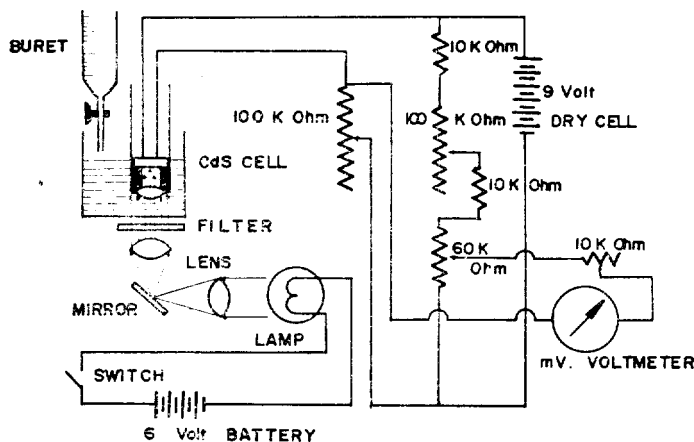 BURET
10 K Ohm
9 Volt
DRY CELL
100 K Ohm
100 K Ohm
CdS CELL
10 K Ohm
FILTER
60 K
Ohm
10 K Ohm
LENS
MIRROR
LAMP
mV. VOLTMETER
SWITCH
6 Volt BATTERY